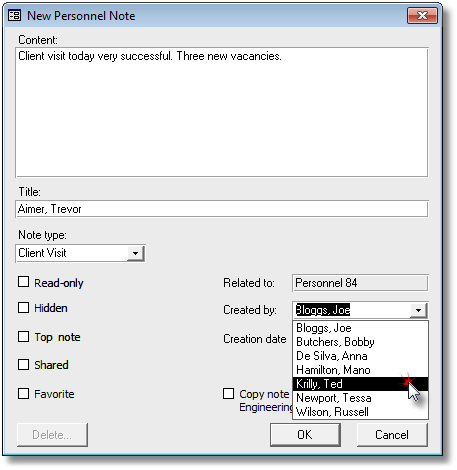 New Personnel Note
Content:
Client visit today very successful. Three new vacancies.
Title:
Aimer, Trevor
Note type:
Client Visit
Read-only
Related to:
Personnel 84
Hidden
Created by:
Bloggs, Joe
Top note
Creation date
Bloggs, Joe
Butchers, Bobby
De Silva, Anna
Hamilton, Mano
Krilly, Ted
Newport, Tessa
Wilson, Russell
Shared
Favorite
Copy note
Engineering
Delete...
OK
Cancel